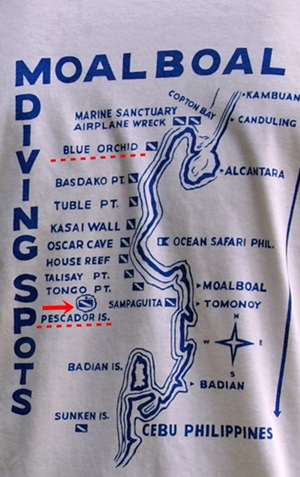 MOALBOAL
DIVING SPOTS
COPTON BAY
KAMBUAN
MARINE SANCTUARY
AIRPLANE WRECK
CANDULING
BLUE ORCHID
ALCANTARA
BASDAKO PT.
TUBLE PT.
KASAI WALL
OSCAR CAVE
OCEAN SAFARI PHIL.
HOUSE REEF
TALISAY PT.
TONGO PT.
MOALBOAL
SAMPAGUITA
TOMONOY
PESCADOR IS.
N
W E
S
BADIAN IS.
BADIAN
SUNKEN IS.
CEBU PHILIPPINES